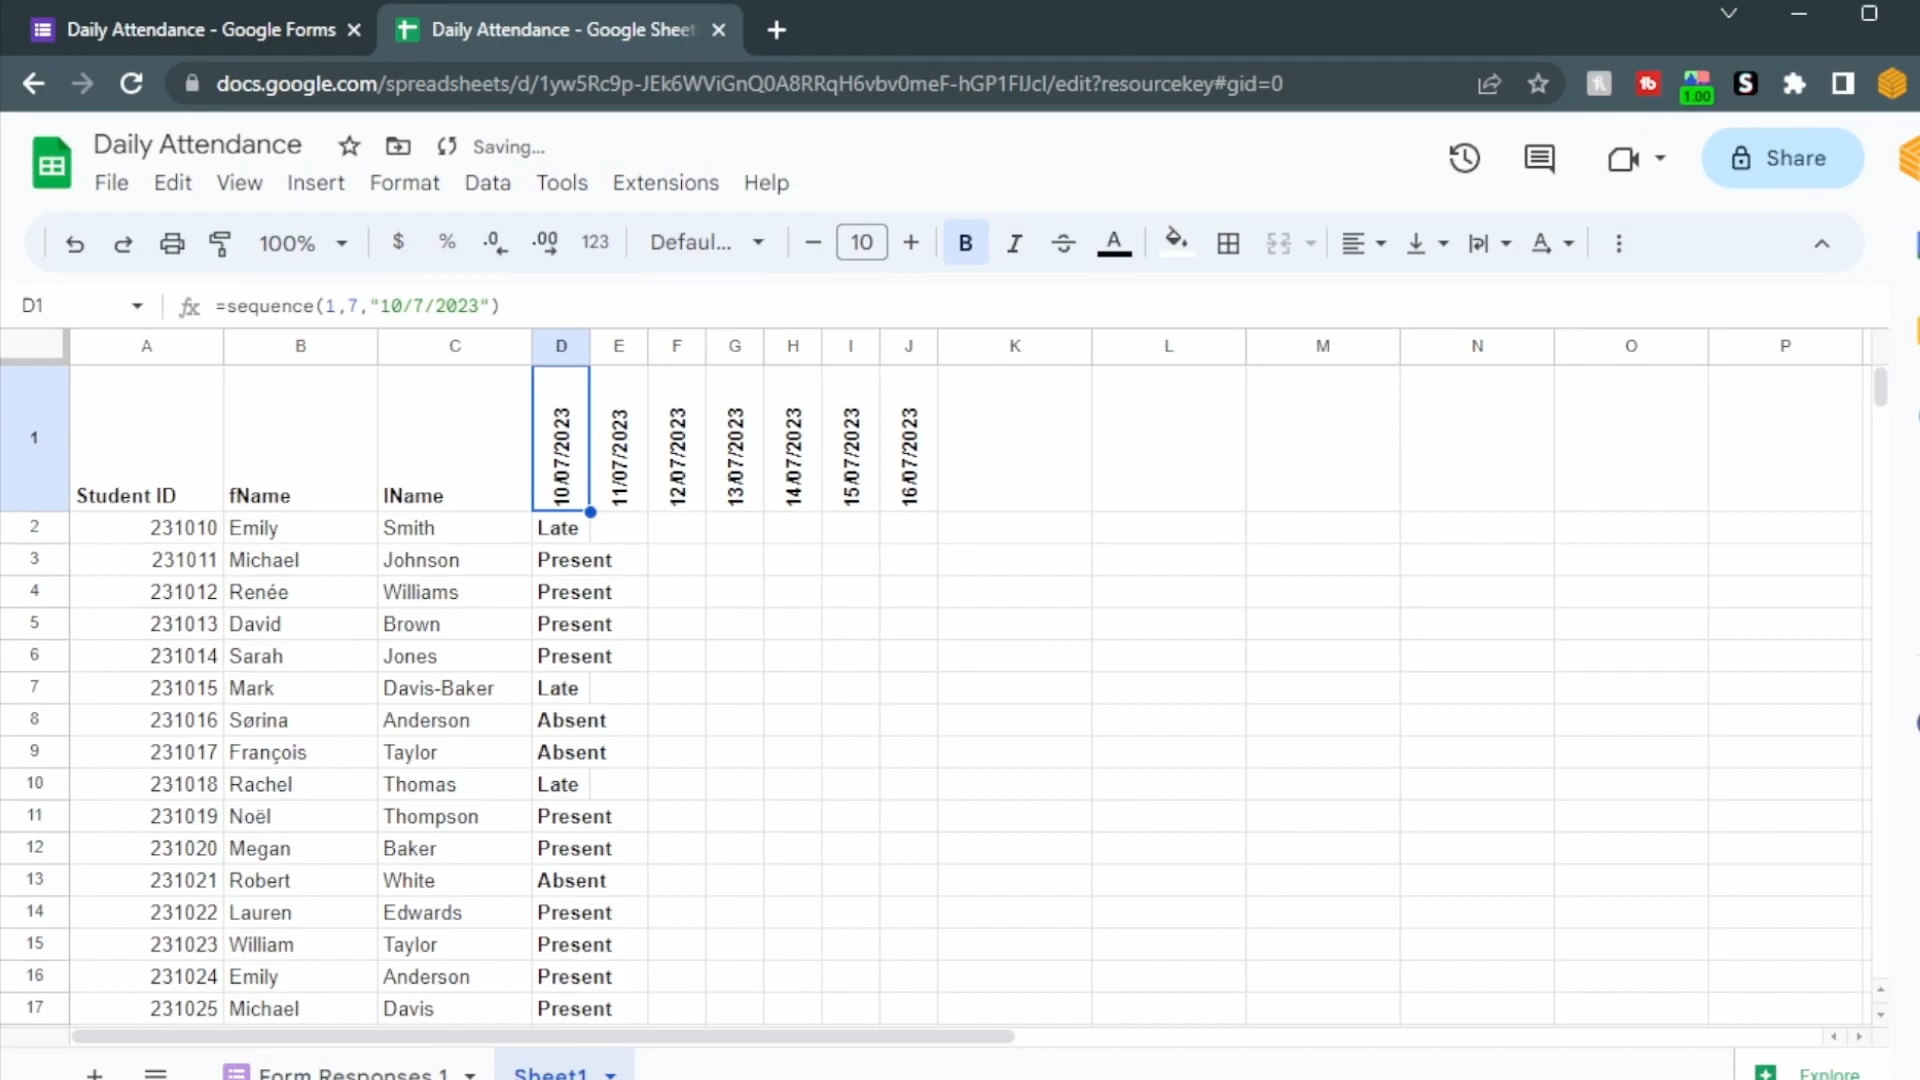 Daily Attendance - Google Forms
Daily Attendance - Google Sheet
docs.google.com/spreadsheets/d/1yw5Rc9p-JEk6WViGnQ0A8RRqH6vbv0meF-hGP1FIJcI/edit?resourcekey#gid=0
1.00
Daily Attendance
Saving...
Share
File Edit View Insert Format Data Tools Extensions Help
100% $ % .0 .00 123 Defaul... 10 B I A
D1
fx =sequence(1,7,"10/7/2023")
A B C D E F G H I J K L M N O P
1 Student ID fName lName 10/07/2023 11/07/2023 12/07/2023 13/07/2023 14/07/2023 15/07/2023 16/07/2023
2 231010 Emily Smith Late
3 231011 Michael Johnson Present
4 231012 Renée Williams Present
5 231013 David Brown Present
6 231014 Sarah Jones Present
7 231015 Mark Davis-Baker Late
8 231016 Sørina Anderson Absent
9 231017 François Taylor Absent
10 231018 Rachel Thomas Late
11 231019 Noël Thompson Present
12 231020 Megan Baker Present
13 231021 Robert White Absent
14 231022 Lauren Edwards Present
15 231023 William Taylor Present
16 231024 Emily Anderson Present
17 231025 Michael Davis Present
Form Responses 1 Sheet1 Explore